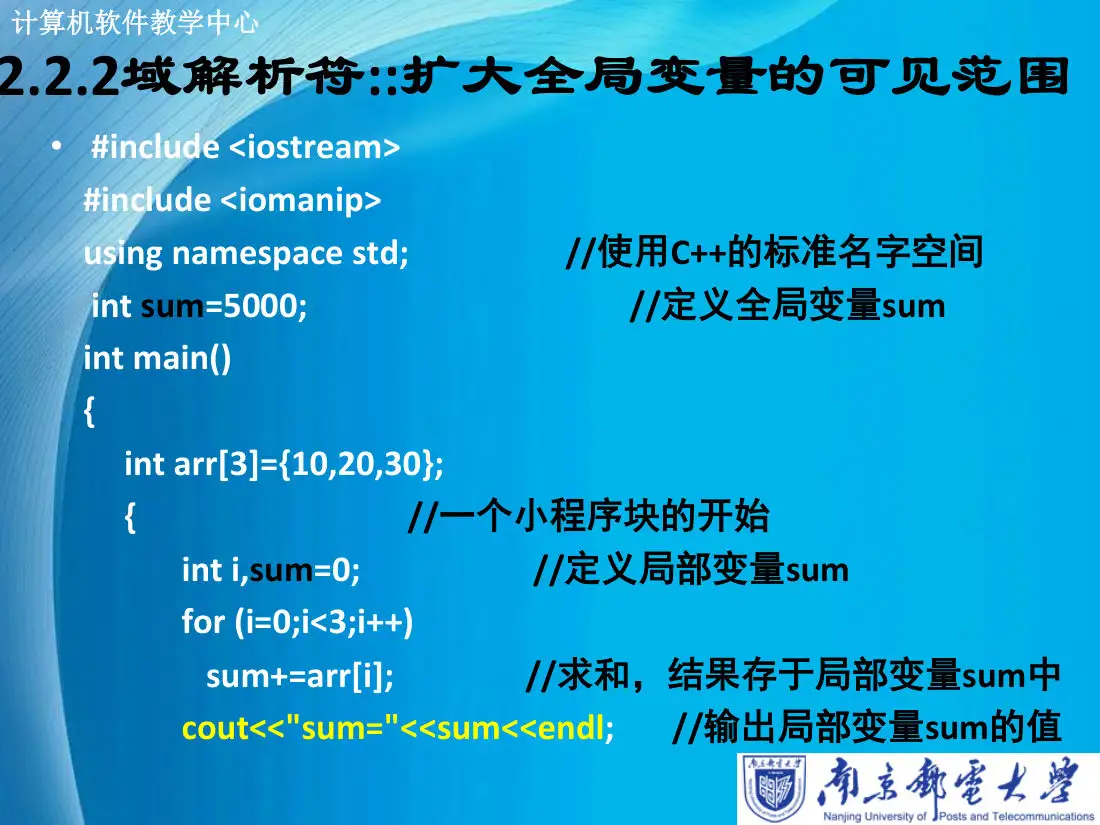 计算机软件教学中心
2.2.2域解析符::扩大全局变量的可见范围
• #include <iostream>
#include <iomanip>
using namespace std; //使用C++的标准名字空间
int sum=5000; //定义全局变量sum
int main()
{
int arr[3]={10,20,30};
{ //一个小程序块的开始
int i,sum=0; //定义局部变量sum
for (i=0;i<3;i++)
sum+=arr[i]; //求和，结果存于局部变量sum中
cout<<"sum="<<sum<<endl; //输出局部变量sum的值
南京邮电大学
Nanjing University of Posts and Telecommunications